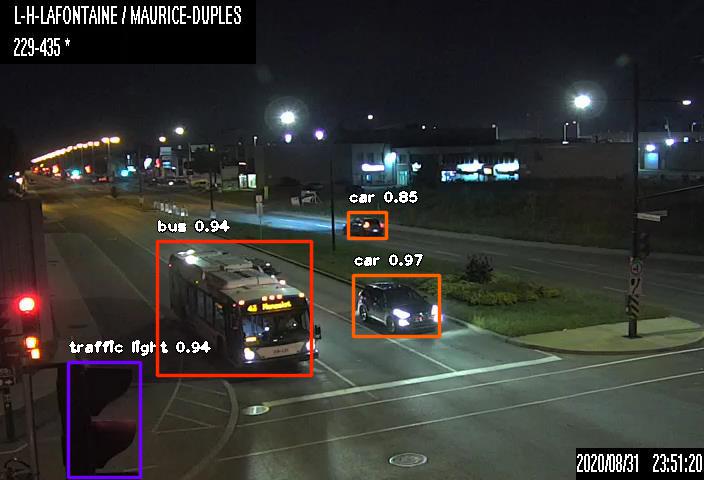 L-H-LAFONTAINE / MAURICE-DUPLES
229-435 *
car 0.85
bus 0.94
car 0.97
traffic light 0.94
2020/08/31 23:51:20